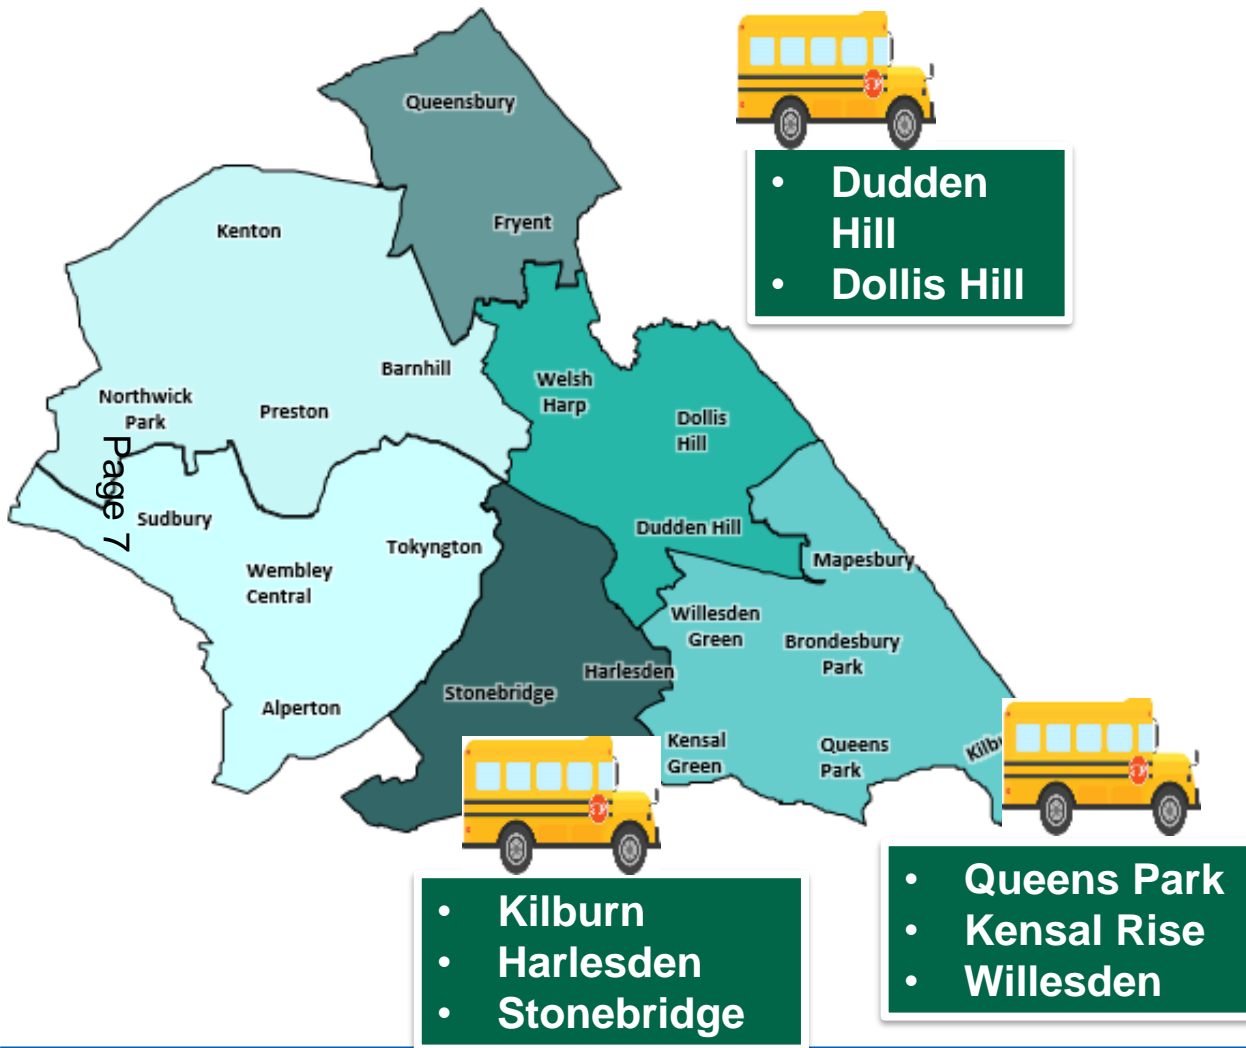 Queensbury
Fryent
Kenton
Barnhill
Northwick
Park
Preston
Page 7
Sudbury
Wembley
Central
Tokyngton
Alperton
Welsh
Harp
Dollis
Hill
Dudden Hill
Mapesbury
Willesden
Green
Brondesbury
Park
Harlesden
Stonebridge
Kensal
Green
Queens
Park
• Dudden
Hill
• Dollis Hill
• Kilburn
• Harlesden
• Stonebridge
• Queens Park
• Kensal Rise
• Willesden